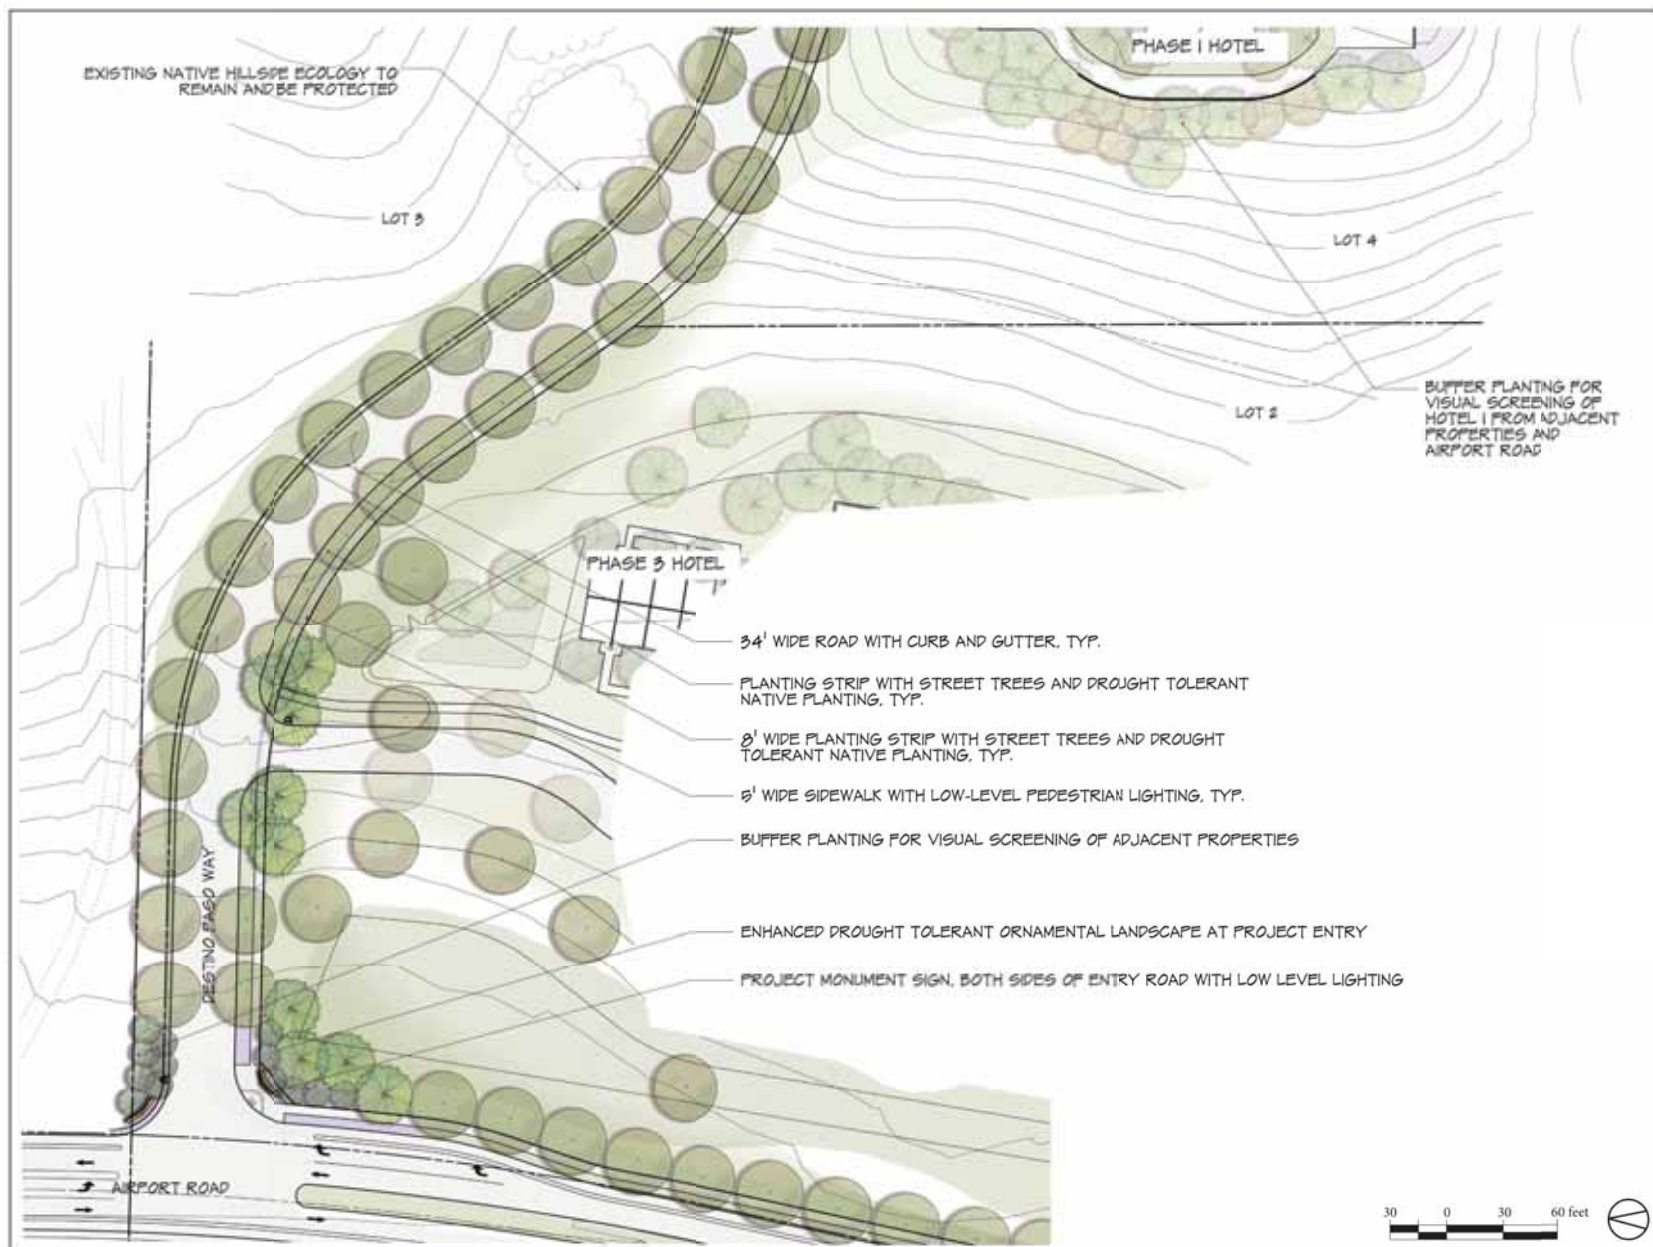 PHASE 1 HOTEL
EXISTING NATIVE HILLSIDE ECOLOGY TO
REMAIN AND BE PROTECTED
LOT 3
LOT 4
BUFFER PLANTING FOR
VISUAL SCREENING OF
HOTEL 1 FROM ADJACENT
PROPERTIES AND
AIRPORT ROAD
LOT 2
PHASE 3 HOTEL
34' WIDE ROAD WITH CURB AND GUTTER, TYP.
PLANTING STRIP WITH STREET TREES AND DROUGHT TOLERANT
NATIVE PLANTING, TYP.
8' WIDE PLANTING STRIP WITH STREET TREES AND DROUGHT
TOLERANT NATIVE PLANTING, TYP.
5' WIDE SIDEWALK WITH LOW-LEVEL PEDESTRIAN LIGHTING, TYP.
BUFFER PLANTING FOR VISUAL SCREENING OF ADJACENT PROPERTIES
DESTINO PASO WAY
ENHANCED DROUGHT TOLERANT ORNAMENTAL LANDSCAPE AT PROJECT ENTRY
PROJECT MONUMENT SIGN, BOTH SIDES OF ENTRY ROAD WITH LOW LEVEL LIGHTING
AIRPORT ROAD
30 0 30 60 feet